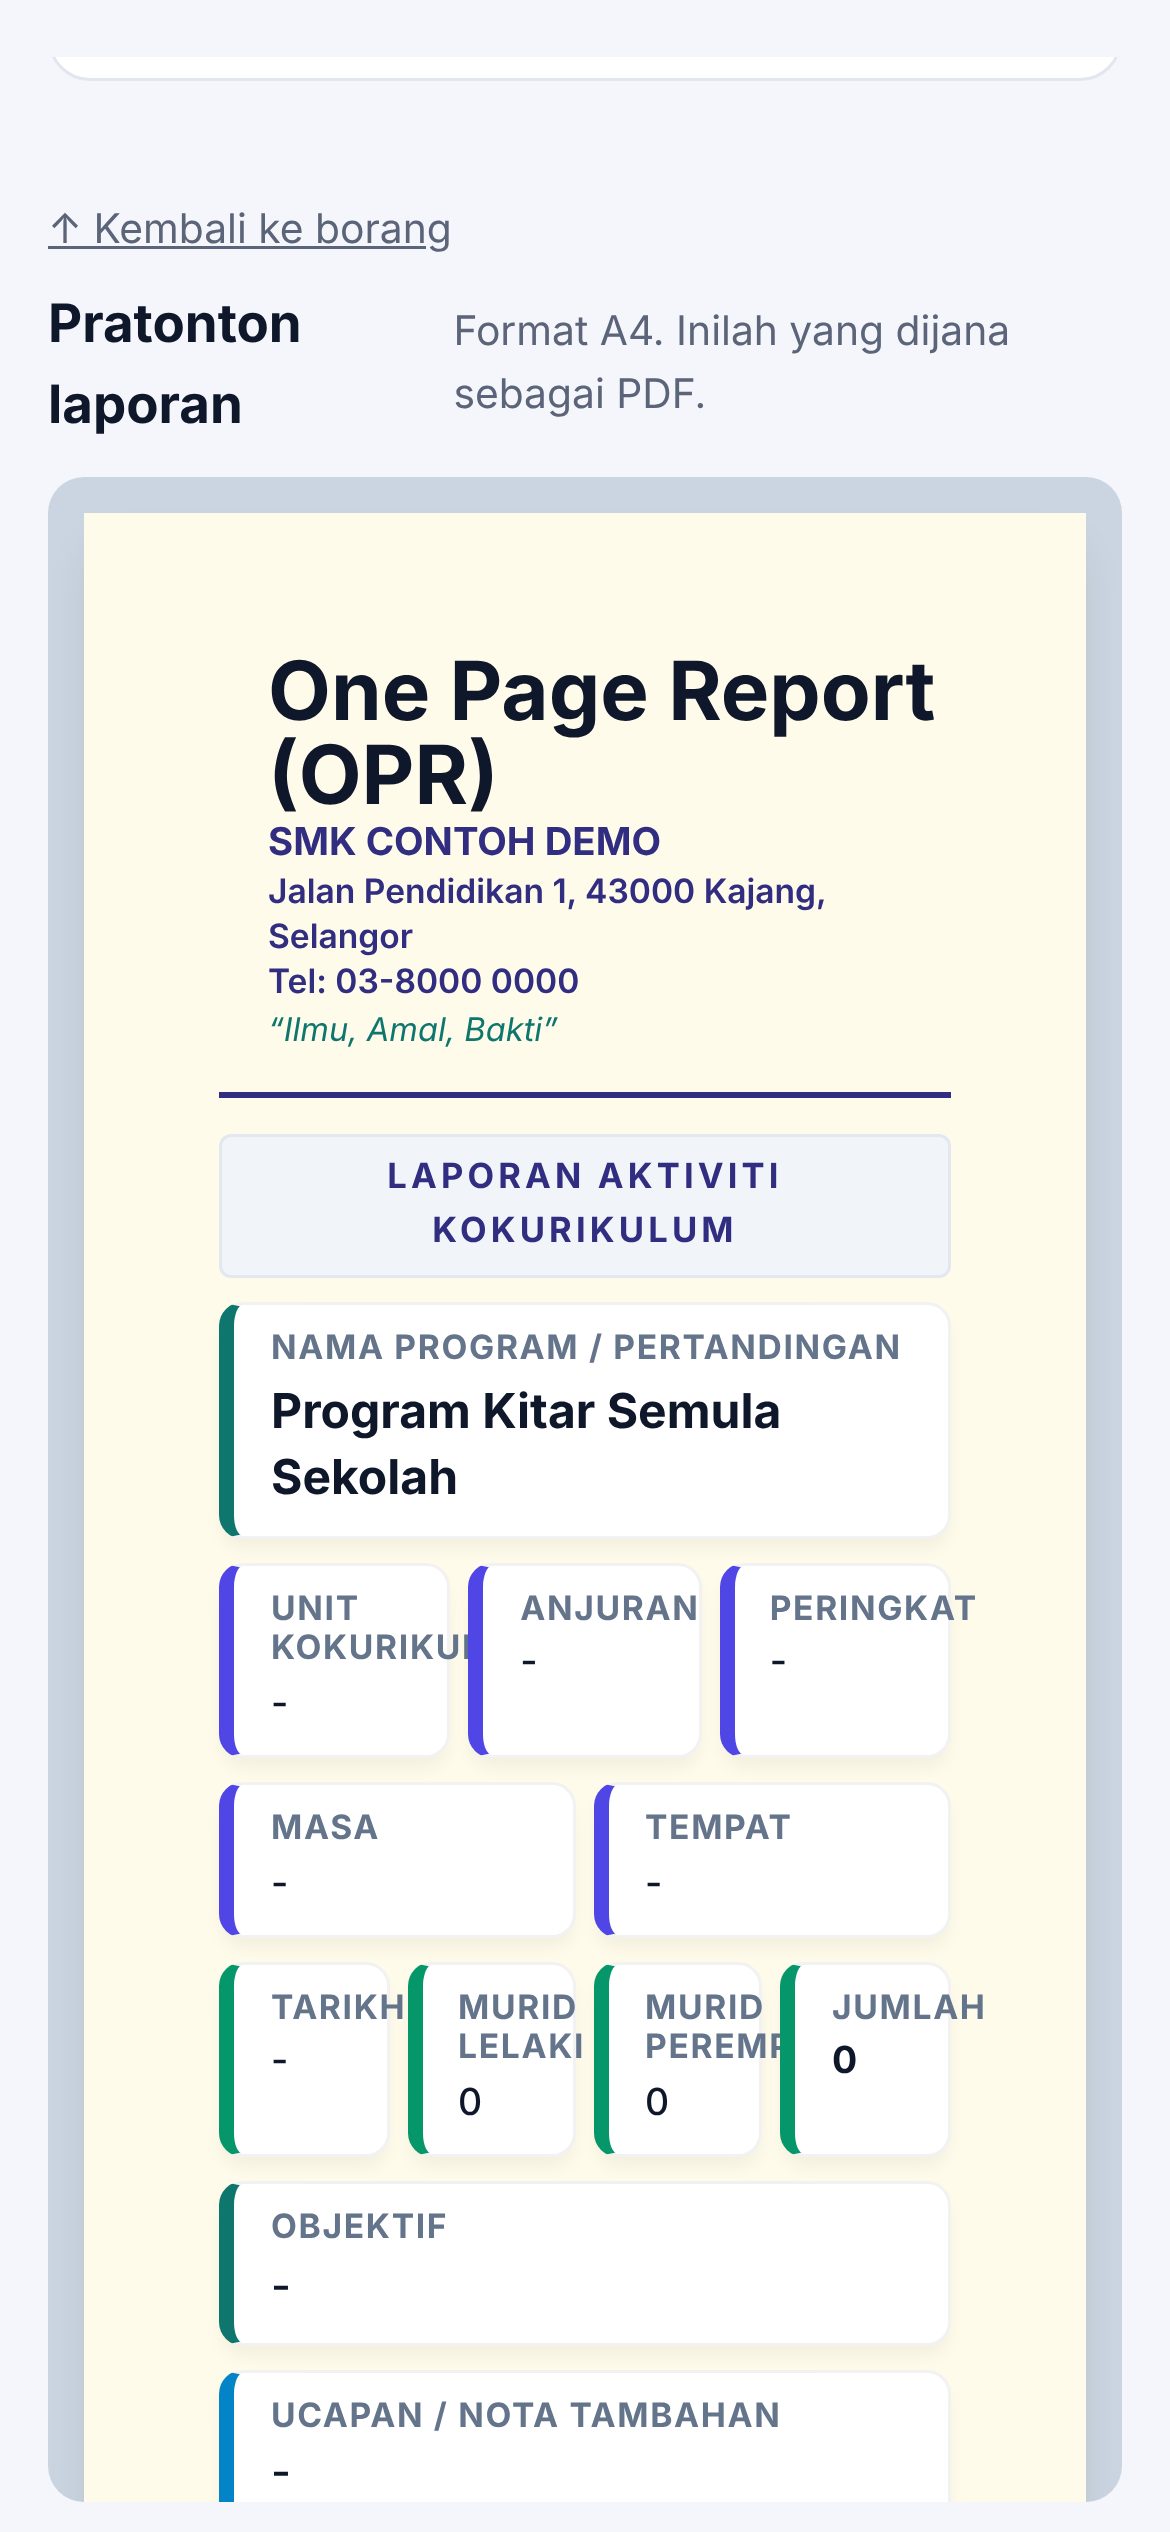 ↑ Kembali ke borang
Pratonton
laporan
Format A4. Inilah yang dijana
sebagai PDF.
One Page Report
(OPR)
SMK CONTOH DEMO
Jalan Pendidikan 1, 43000 Kajang,
Selangor
Tel: 03-8000 0000
“Ilmu, Amal, Bakti”
LAPORAN AKTIVITI
KOKURIKULUM
NAMA PROGRAM / PERTANDINGAN
Program Kitar Semula
Sekolah
UNIT
-
ANJURAN
-
PERINGKAT
-
MASA
-
TEMPAT
-
TARIKH
-
MURID
LELAKI
0
MURID
0
JUMLAH
0
OBJEKTIF
-
UCAPAN / NOTA TAMBAHAN
-